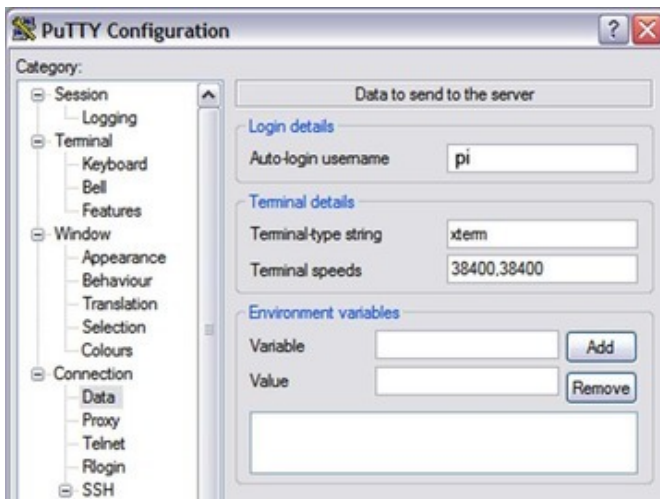 PuTTY Configuration
?
Category:
Session
Logging
Terminal
Keyboard
Bell
Features
Window
Appearance
Behaviour
Translation
Selection
Colours
Connection
Data
Proxy
Telnet
Rlogin
SSH
Data to send to the server
Login details
Auto-login username pi
Terminal details
Terminal-type string xterm
Terminal speeds 38400,38400
Environment variables
Variable Add
Value Remove